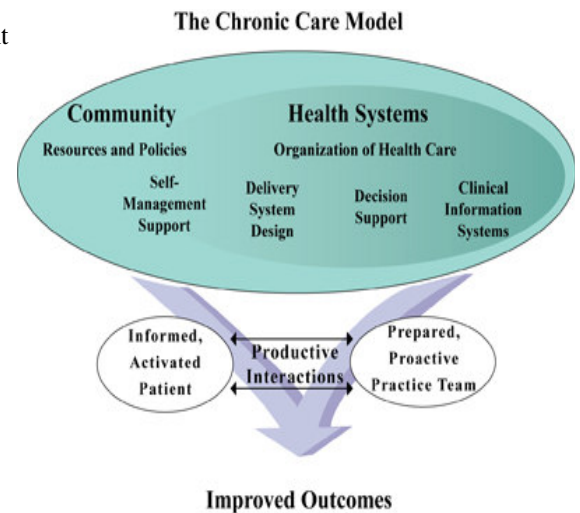 The Chronic Care Model
Community
Resources and Policies
Health Systems
Organization of Health Care
Self-
Management
Support
Delivery
System
Design
Decision
Support
Clinical
Information
Systems
Informed,
Activated
Patient
Productive
Interactions
Prepared,
Proactive
Practice Team
Improved Outcomes